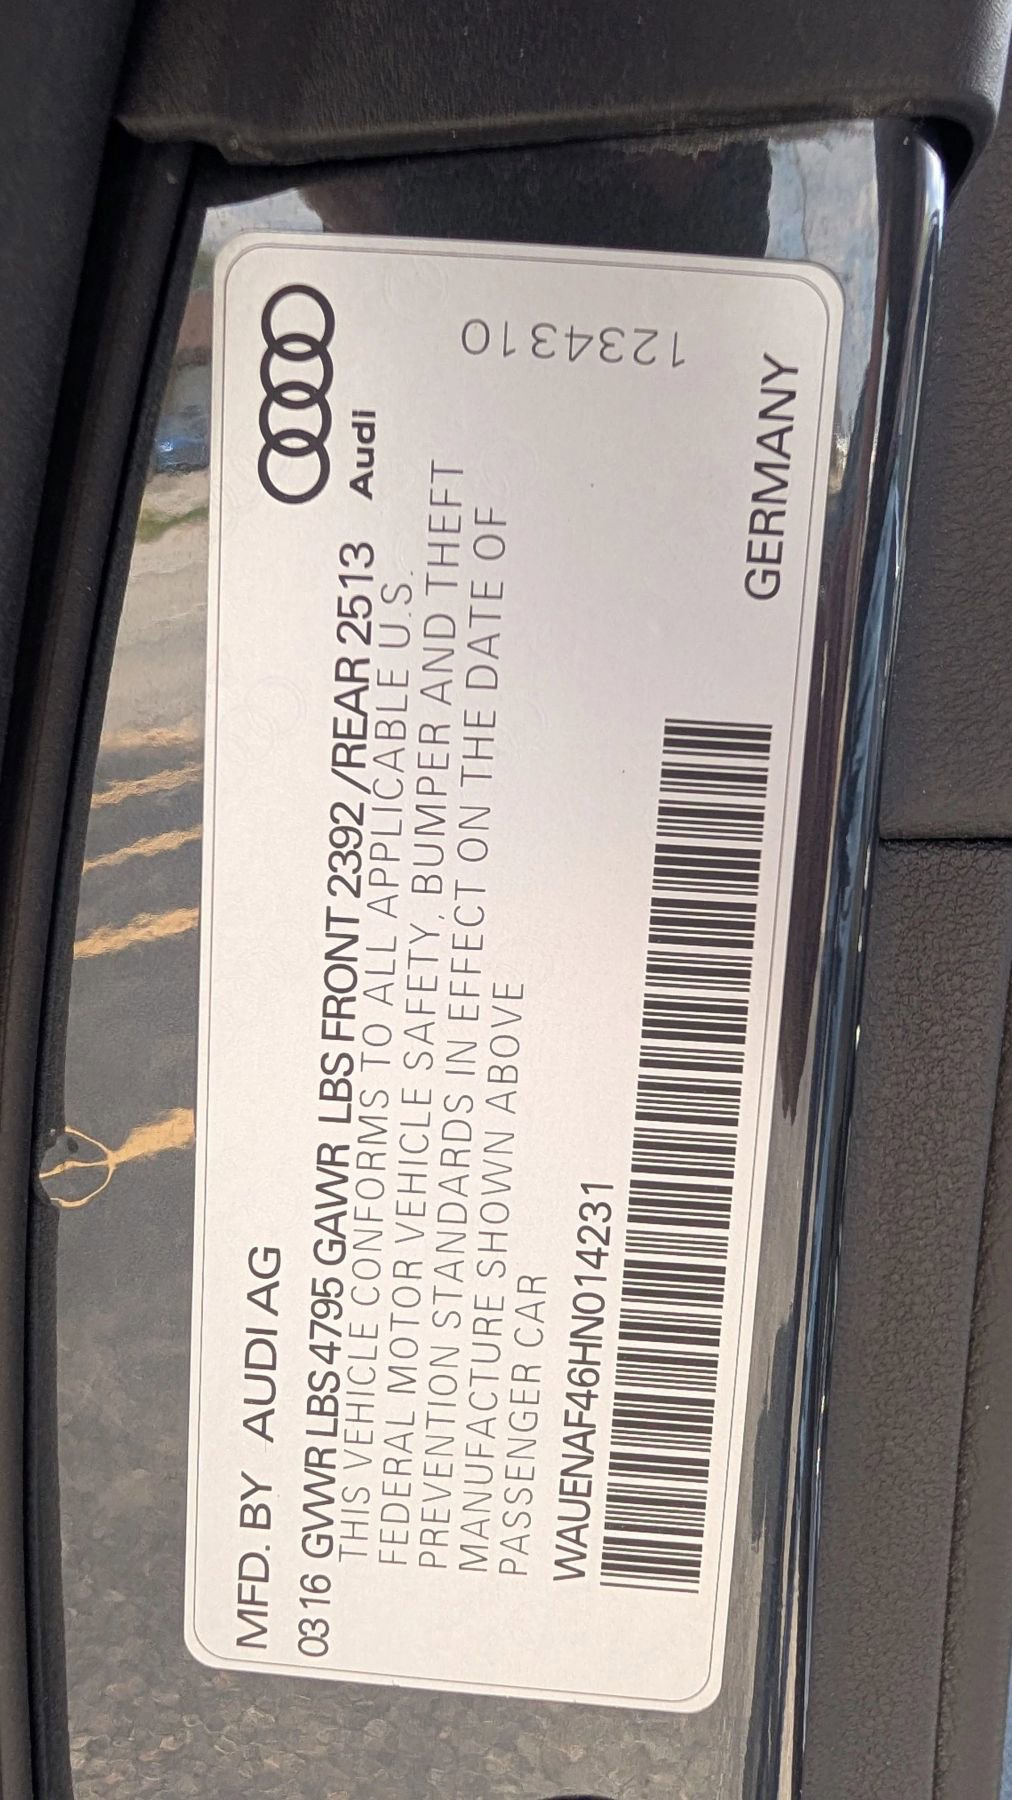 MFD. BY AUDI AG
0316 GVWR LBS 4795 GAWR LBS FRONT 2392 /REAR 2513
Audi
THIS VEHICLE CONFORMS TO ALL APPLICABLE U.S.
FEDERAL MOTOR VEHICLE SAFETY, BUMPER AND THEFT
PREVENTION STANDARDS IN EFFECT ON THE DATE OF
MANUFACTURE SHOWN ABOVE
PASSENGER CAR
WAUENAF46HN014231
1234310
GERMANY